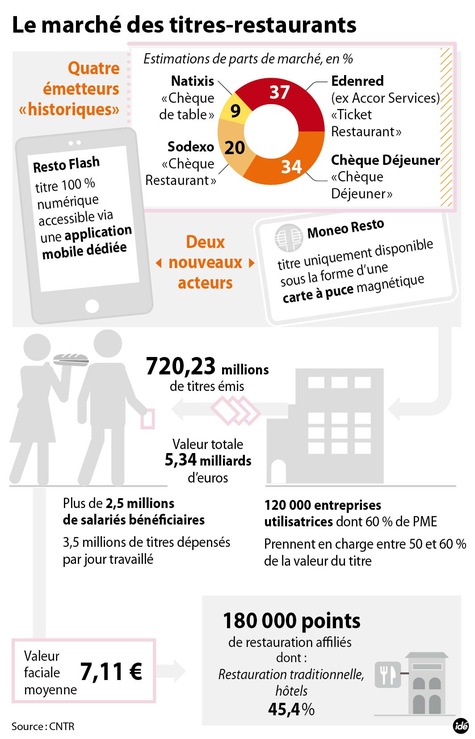 Le marché des titres-restaurants
Quatre
émetteurs
«historiques»
Estimations de parts de marché, en %
Natixis
«Chèque
de table»
9
37
Edenred
(ex Accor Services)
«Ticket
Restaurant»
Sodexo
«Chèque
Restaurant»
20
34
Chèque Déjeuner
«Chèque
Déjeuner»
Resto Flash
titre 100 %
numérique
accessible via
une application
mobile dédiée
Deux
nouveaux
acteurs
Moneo Resto
titre uniquement disponible
sous la forme d'une
carte à puce magnétique
720,23 millions
de titres émis
Valeur totale
5,34 milliards
d'euros
Plus de 2,5 millions
de salariés bénéficiaires
3,5 millions de titres dépensés
par jour travaillé
120 000 entreprises
utilisatrices dont 60 % de PME
Prennent en charge entre 50 et 60 %
de la valeur du titre
Valeur
faciale
moyenne
7,11 €
180 000 points
de restauration affiliés
dont :
Restauration traditionnelle,
hôtels
45,4 %
Source : CNTR
idé